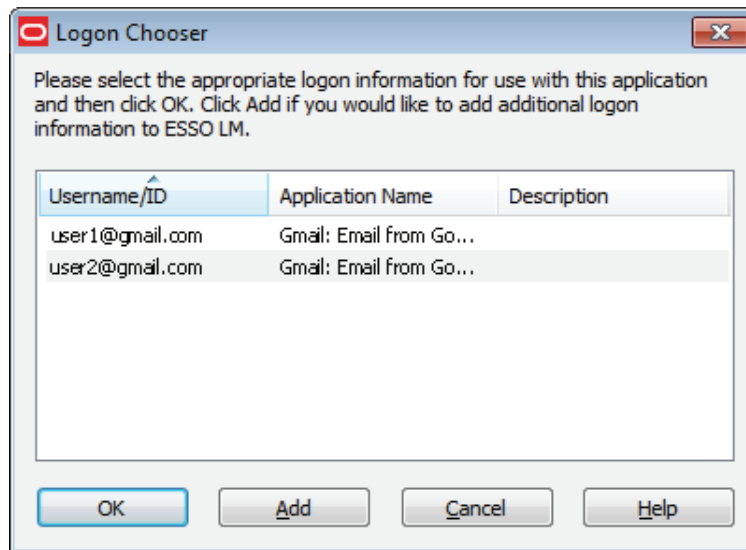 Logon Chooser
Please select the appropriate logon information for use with this application
and then click OK. Click Add if you would like to add additional logon
information to ESSO LM.
Username/ID Application Name Description
user1@gmail.com Gmail: Email from Go...
user2@gmail.com Gmail: Email from Go...
OK Add Cancel Help